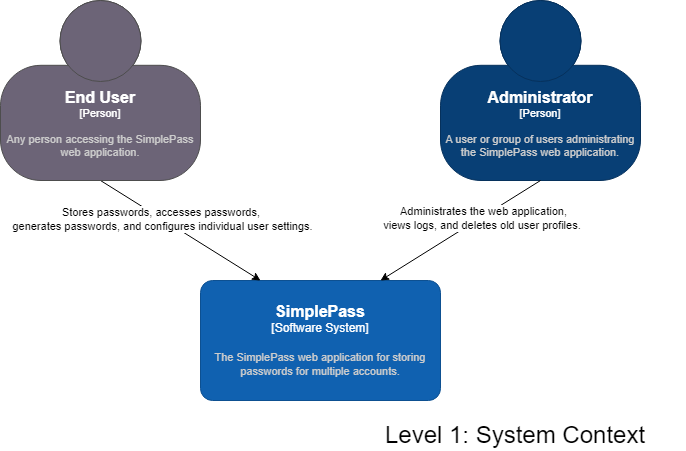 End User
[Person]
Any person accessing the SimplePass
web application.
Administrator
[Person]
A user or group of users administrating
the SimplePass web application.
Stores passwords, accesses passwords,
generates passwords, and configures individual user settings.
Administrates the web application,
views logs, and deletes old user profiles.
SimplePass
[Software System]
The SimplePass web application for storing
passwords for multiple accounts.
Level 1: System Context